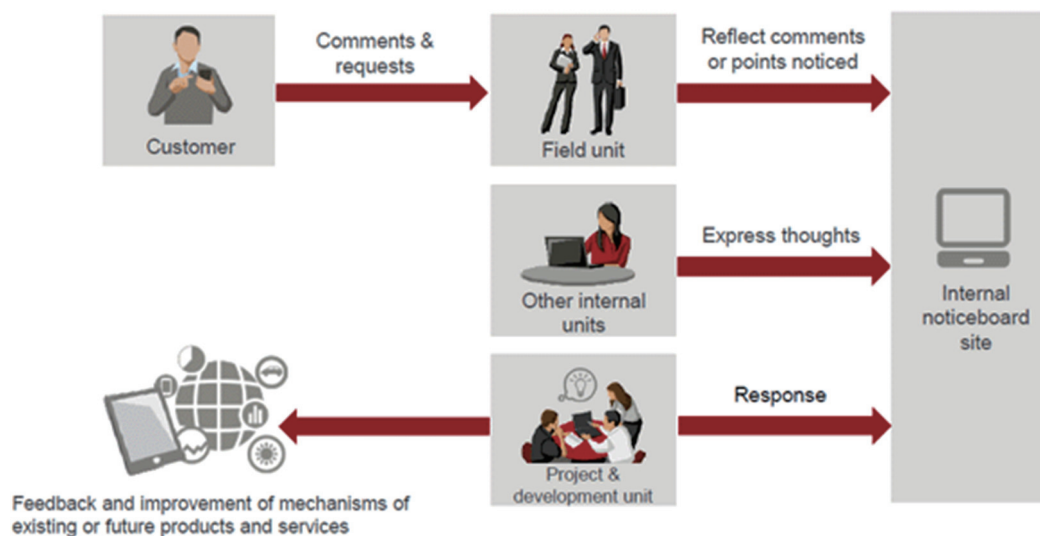 Comments &
requests
Reflect comments
or points noticed
Customer
Field unit
Express thoughts
Other internal
units
Internal
noticeboard
site
Response
Project &
development unit
Feedback and improvement of mechanisms of
existing or future products and services